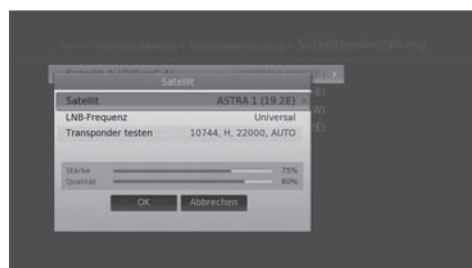 Satelliteneinstellung
Satellit
Satellit ASTRA 1 (19.2E)
LNB-Frequenz Universal
Transponder testen 10744, H, 22000, AUTO
Stärke 75%
Qualität 80%
OK Abbrechen